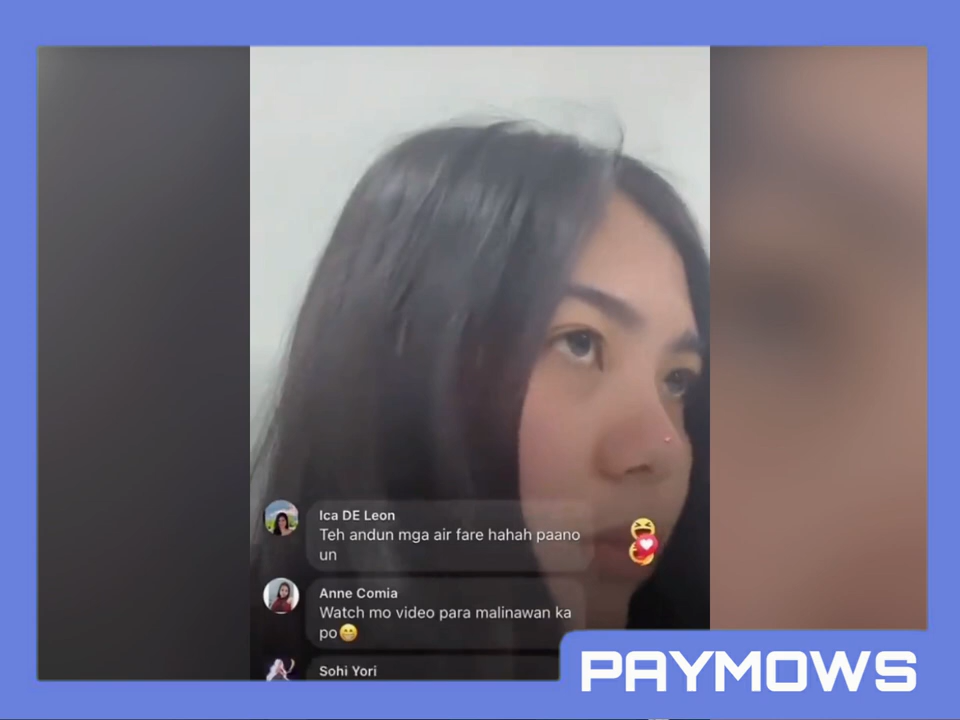 Ica DE Leon
Teh andun mga air fare hahah paano
un
Anne Comia
Watch mo video para malinawan ka
po😁
Sohi Yori
PAYMOWS